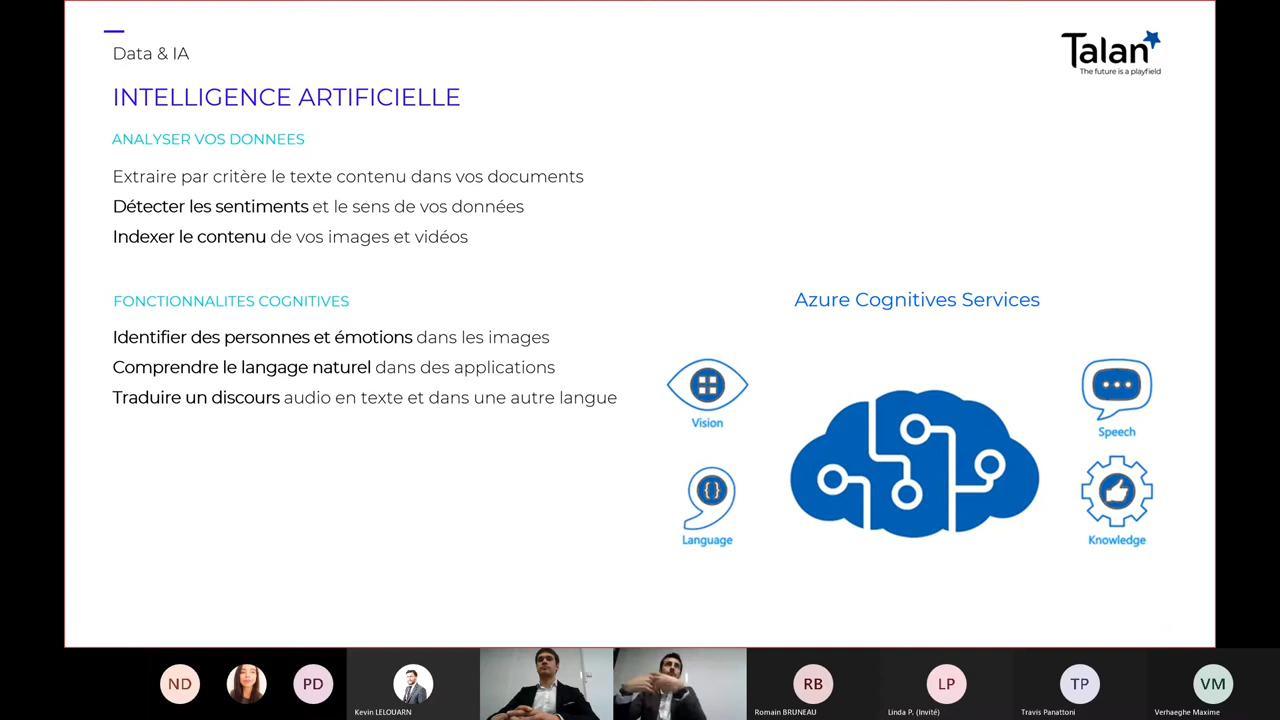 Data & IA
Talan
The future is a playfield
INTELLIGENCE ARTIFICIELLE
ANALYSER VOS DONNEES
Extraire par critère le texte contenu dans vos documents
Détecter les sentiments et le sens de vos données
Indexer le contenu de vos images et vidéos
FONCTIONNALITES COGNITIVES
Identifier des personnes et émotions dans les images
Comprendre le langage naturel dans des applications
Traduire un discours audio en texte et dans une autre langue
Azure Cognitives Services
Vision
Speech
{}
Language
Knowledge
ND
PD
Kevin LELOUARN
RB
Romain BRUNEAU
LP
Linda P. (Invité)
TP
Travis Panattoni
VM
Verhaeghe Maxime